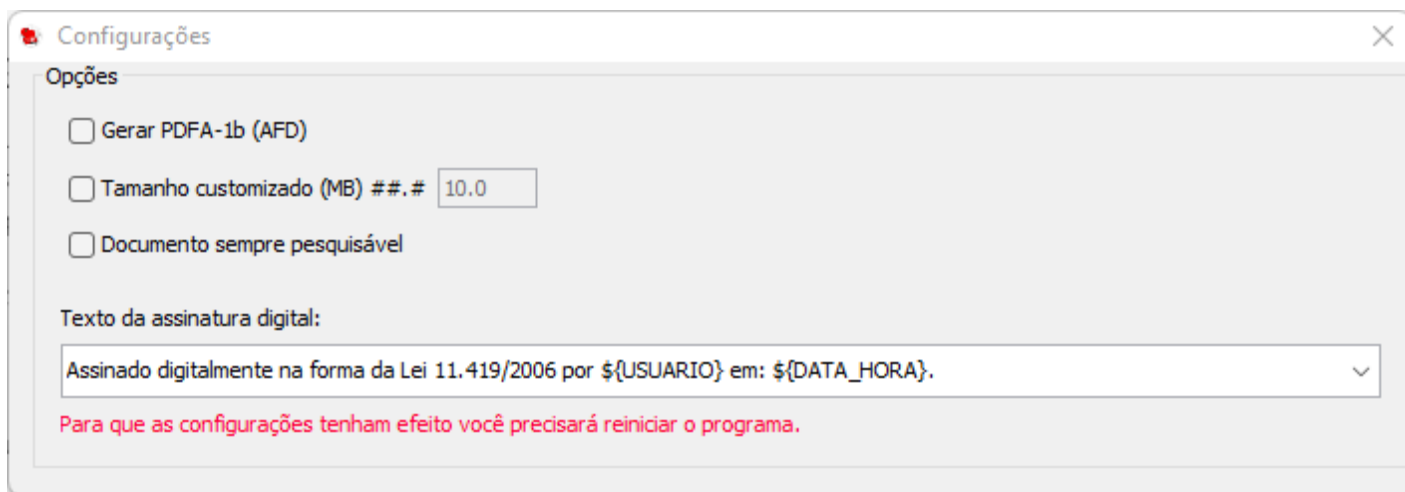 Configurações
Opções
Gerar PDFA-1b (AFD)
Tamanho customizado (MB) ##.# 10.0
Documento sempre pesquisável
Texto da assinatura digital:
Assinado digitalmente na forma da Lei 11.419/2006 por ${USUARIO} em: ${DATA_HORA}.
Para que as configurações tenham efeito você precisará reiniciar o programa.